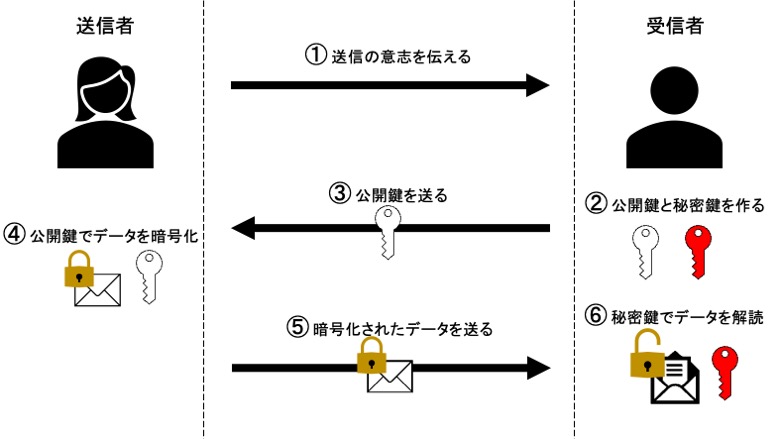 送信者
受信者
① 送信の意志を伝える
② 公開鍵と秘密鍵を作る
③ 公開鍵を送る
④ 公開鍵でデータを暗号化
⑤ 暗号化されたデータを送る
⑥ 秘密鍵でデータを解読